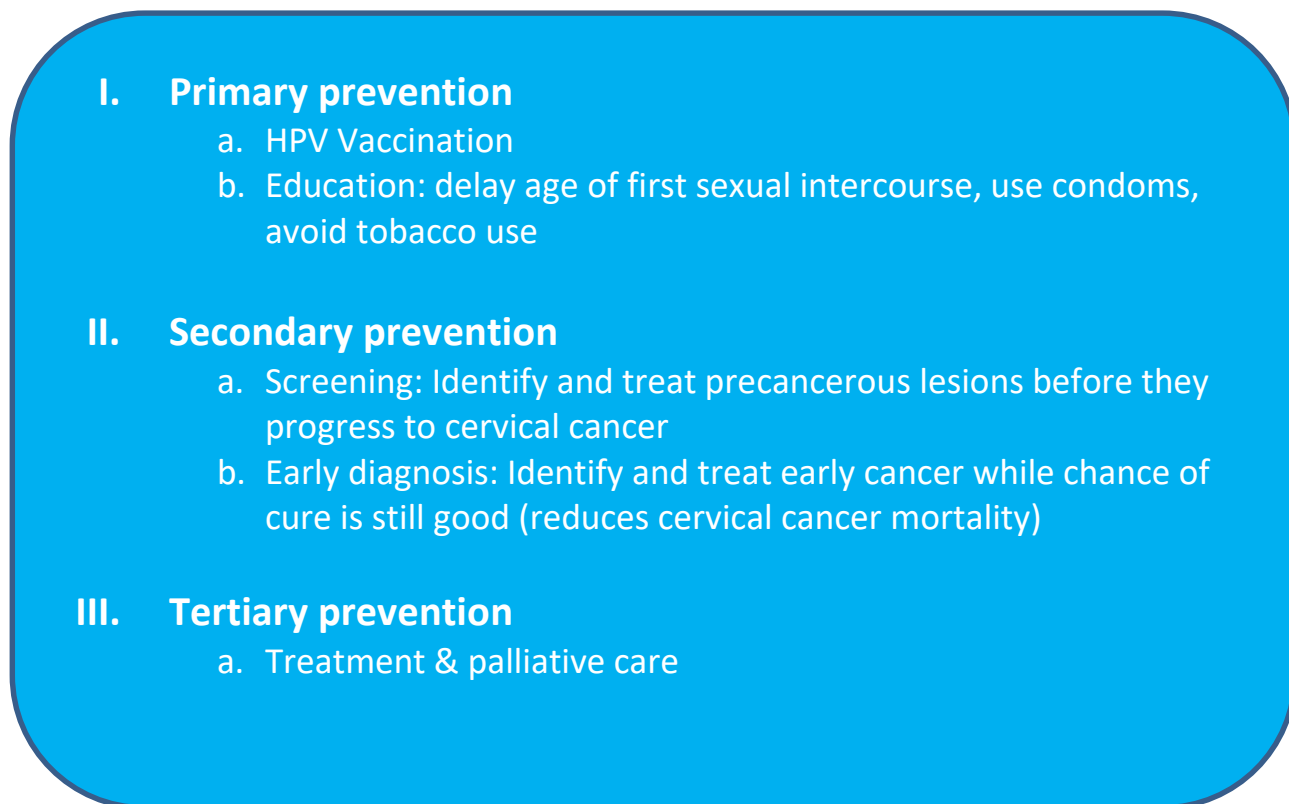 I. Primary prevention
a. HPV Vaccination
b. Education: delay age of first sexual intercourse, use condoms,
avoid tobacco use
II. Secondary prevention
a. Screening: Identify and treat precancerous lesions before they
progress to cervical cancer
b. Early diagnosis: Identify and treat early cancer while chance of
cure is still good (reduces cervical cancer mortality)
III. Tertiary prevention
a. Treatment & palliative care